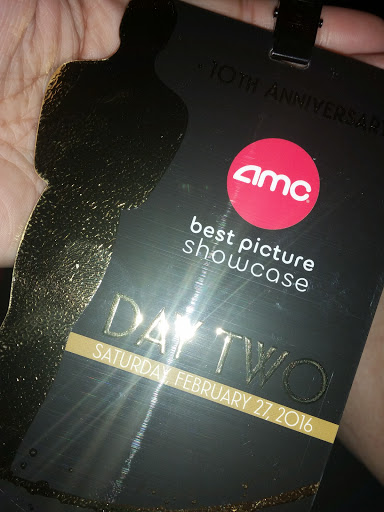 10TH ANNIVERSARY
amc
best picture
showcase
DAY TWO
SATURDAY, FEBRUARY 27, 2016